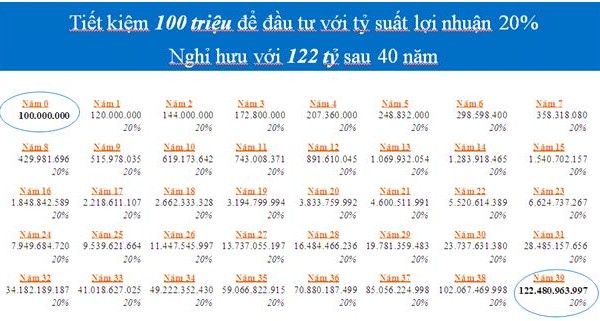 Tiết kiệm 100 triệu để đầu tư với tỷ suất lợi nhuận 20%
Nghỉ hưu với 122 tỷ sau 40 năm
Năm 0 Năm 1 Năm 2 Năm 3 Năm 4 Năm 5 Năm 6 Năm 7
100.000.000 120.000.000 144.000.000 172.800.000 207.360.000 248.832.000 298.598.400 358.318.080
20% 20% 20% 20% 20% 20% 20%
Năm 8 Năm 9 Năm 10 Năm 11 Năm 12 Năm 13 Năm 14 Năm 15
429.981.696 515.978.035 619.173.642 743.008.371 891.610.045 1.069.932.054 1.283.918.465 1.540.702.157
20% 20% 20% 20% 20% 20% 20% 20%
Năm 16 Năm 17 Năm 18 Năm 19 Năm 20 Năm 21 Năm 22 Năm 23
1.848.842.589 2.218.611.107 2.662.333.328 3.194.799.994 3.833.759.992 4.600.511.991 5.520.614.389 6.624.737.267
20% 20% 20% 20% 20% 20% 20% 20%
Năm 24 Năm 25 Năm 26 Năm 27 Năm 28 Năm 29 Năm 30 Năm 31
7.949.684.720 9.539.621.664 11.447.545.997 13.737.055.197 16.484.466.236 19.781.359.483 23.737.631.380 28.485.157.656
20% 20% 20% 20% 20% 20% 20% 20%
Năm 32 Năm 33 Năm 34 Năm 35 Năm 36 Năm 37 Năm 38 Năm 39
34.182.189.187 41.018.627.025 49.222.352.430 59.066.822.915 70.880.187.499 85.056.224.998 102.067.469.998 122.480.963.997
20% 20% 20% 20% 20% 20% 20% 20%